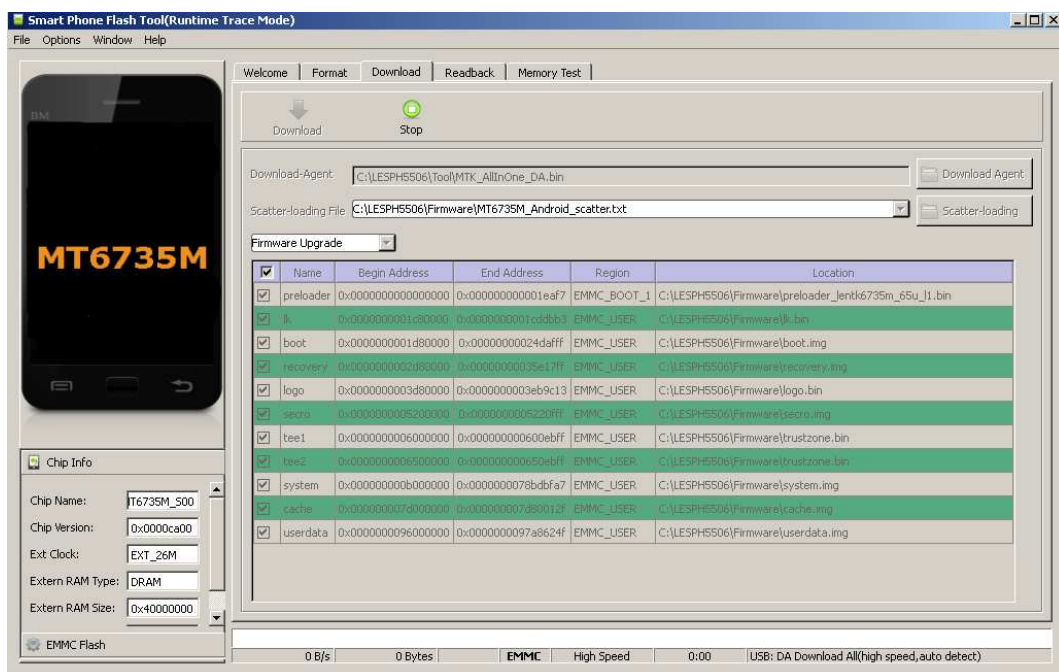 Smart Phone Flash Tool(Runtime Trace Mode)
File Options Window Help
BM
MT6735M
Welcome Format Download Readback Memory Test
Download Stop
Download-Agent C:\LESPH5506\Tool\MTK_AllInOne_DA.bin Download Agent
Scatter-loading File C:\LESPH5506\Firmware\MT6735M_Android_scatter.txt Scatter-loading
Firmware Upgrade
Name Begin Address End Address Region Location
preloader 0x0000000000000000 0x000000000001eaf7 EMMC_BOOT_1 C:\LESPH5506\Firmware\preloader_lentk6735m_65u_l1.bin
lk 0x0000000001c80000 0x0000000001cddbb3 EMMC_USER C:\LESPH5506\Firmware\lk.bin
boot 0x0000000001d80000 0x00000000024dafff EMMC_USER C:\LESPH5506\Firmware\boot.img
recovery 0x0000000002d80000 0x00000000035e17ff EMMC_USER C:\LESPH5506\Firmware\recovery.img
logo 0x0000000003d80000 0x0000000003eb9c13 EMMC_USER C:\LESPH5506\Firmware\logo.bin
secro 0x0000000005200000 0x0000000005220fff EMMC_USER C:\LESPH5506\Firmware\secro.img
tee1 0x0000000006000000 0x000000000600ebff EMMC_USER C:\LESPH5506\Firmware\trustzone.bin
tee2 0x0000000006500000 0x000000000650ebff EMMC_USER C:\LESPH5506\Firmware\trustzone.bin
system 0x000000000b000000 0x0000000078bdbfa7 EMMC_USER C:\LESPH5506\Firmware\system.img
cache 0x000000007d000000 0x000000007d80012f EMMC_USER C:\LESPH5506\Firmware\cache.img
userdata 0x0000000096000000 0x0000000097a8624f EMMC_USER C:\LESPH5506\Firmware\userdata.img
Chip Info
Chip Name: IT6735M_S00
Chip Version: 0x0000ca00
Ext Clock: EXT_26M
Extern RAM Type: DRAM
Extern RAM Size: 0x40000000
EMMC Flash
0 B/s 0 Bytes EMMC High Speed 0:00 USB: DA Download All(high speed,auto detect)